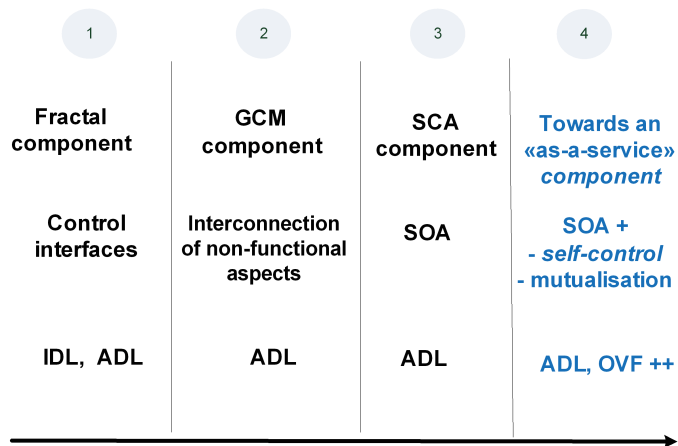 1
2
3
4
Fractal
component
GCM
component
SCA
component
Towards an
«as-a-service»
component
Control
interfaces
Interconnection
of non-functional
aspects
SOA
SOA +
- self-control
- mutualisation
IDL, ADL
ADL
ADL
ADL, OVF ++